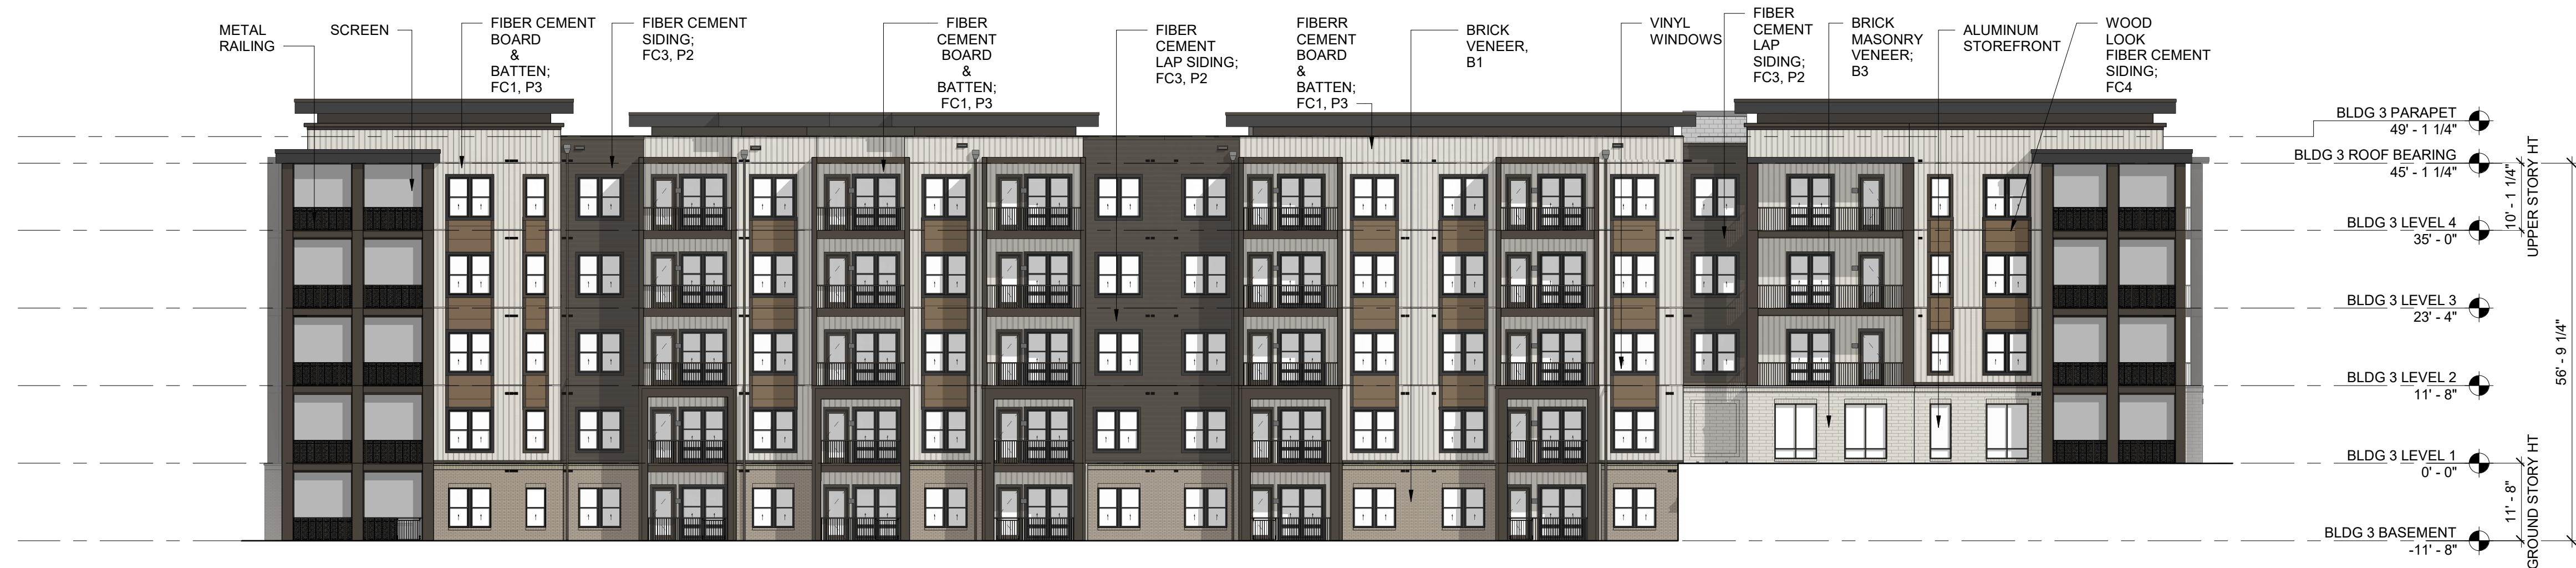 METAL
RAILING
SCREEN
FIBER CEMENT
BOARD
&
BATTEN;
FC1, P3
FIBER CEMENT
SIDING;
FC3, P2
FIBER
CEMENT
BOARD
&
BATTEN;
FC1, P3
FIBER
CEMENT
LAP SIDING;
FC3, P2
FIBERR
CEMENT
BOARD
&
BATTEN;
FC1, P3
BRICK
VENEER,
B1
VINYL
WINDOWS
FIBER
CEMENT
LAP
SIDING;
FC3, P2
BRICK
MASONRY
VENEER;
B3
ALUMINUM
STOREFRONT
WOOD
LOOK
FIBER CEMENT
SIDING;
FC4
BLDG 3 PARAPET
49' - 1 1/4"
BLDG 3 ROOF BEARING
45' - 1 1/4"
BLDG 3 LEVEL 4
35' - 0"
BLDG 3 LEVEL 3
23' - 4"
BLDG 3 LEVEL 2
11' - 8"
BLDG 3 LEVEL 1
0' - 0"
BLDG 3 BASEMENT
-11' - 8"
10' - 1 1/4"
UPPER STORY HT
11' - 8"
GROUND STORY HT
56' - 9 1/4"